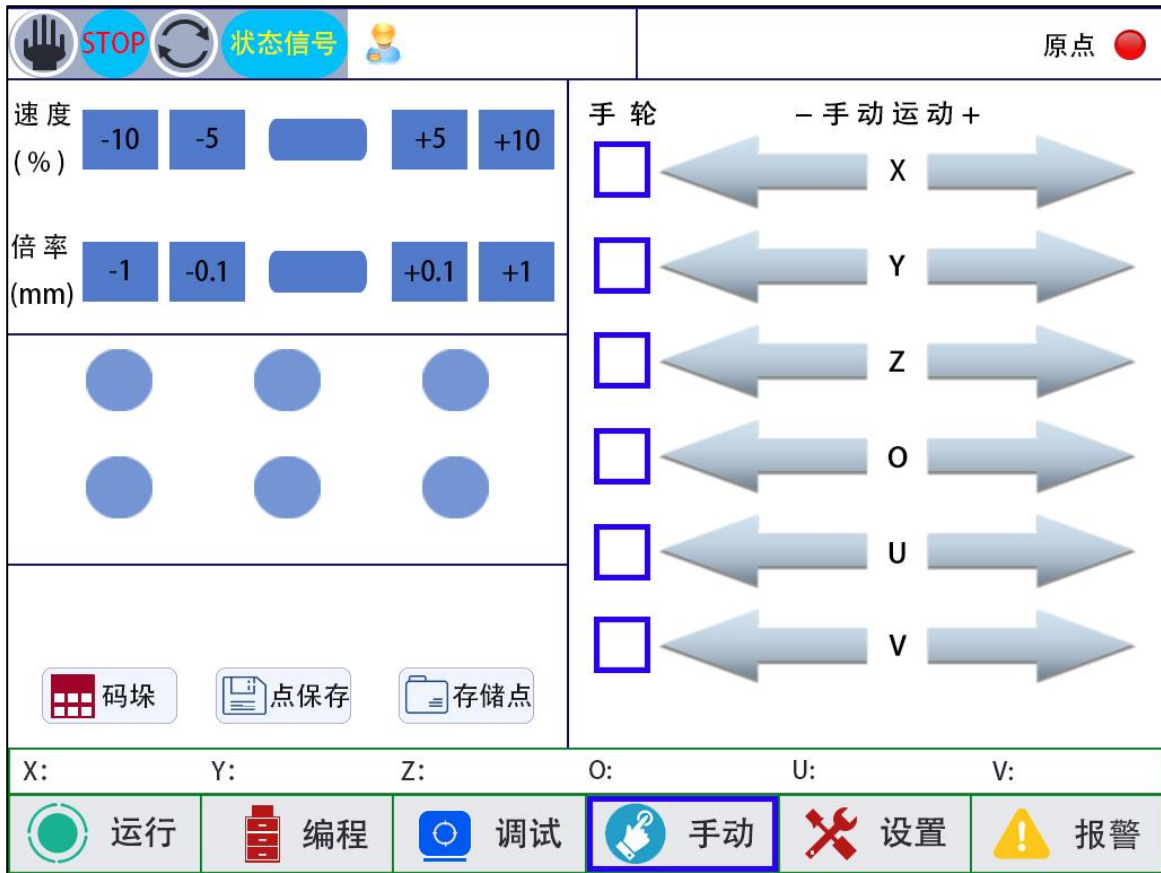 STOP 状态信号 原点
速度 -10 -5 +5 +10
(%)
倍率 -1 -0.1 +0.1 +1
(mm)
手轮 －手动运动＋
X
Y
Z
O
U
V
码垛 点保存 存储点
X: Y: Z: O: U: V:
运行 编程 调试 手动 设置 报警